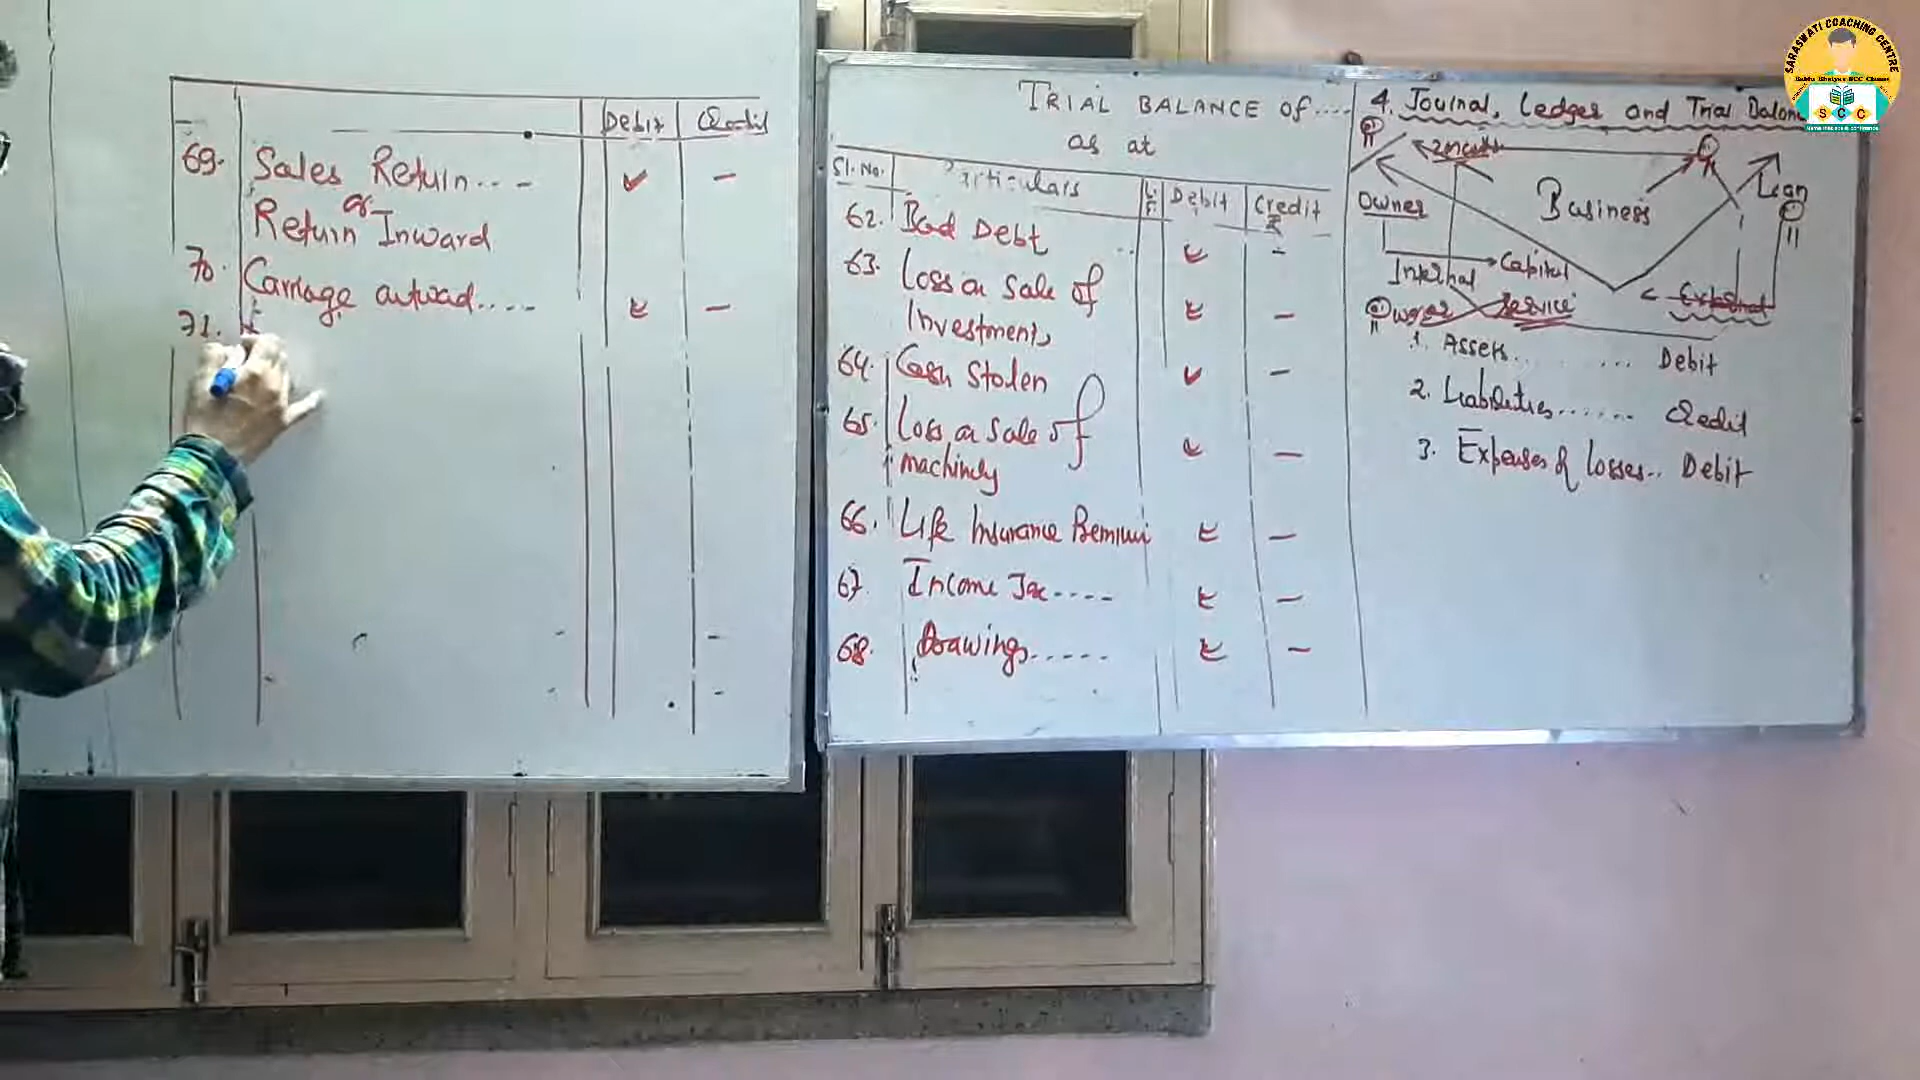 Debit Credit
69. Sales Return... - ✓ -
or
Return Inward
70. Carriage outward.... -
71.
TRIAL BALANCE of....
as at
Sl. No. Particulars L.F. Debit Credit
62. Bad Debt .. -
63. Loss on Sale of -
Investments
64. Cash Stolen ✓ -
65. Loss on Sale of -
machinery
66. Life Insurance Premium -
67. Income Tax.... -
68. Drawings..... -
4. Journal, Ledger and Trial Balance
Business
Loan
Owner
Internal Capital
External
Owner Service
1. Assets.. ... Debit
2. Liabilities...... Credit
3. Expenses & Losses.. Debit
SARASWATI COACHING CENTRE
SCC